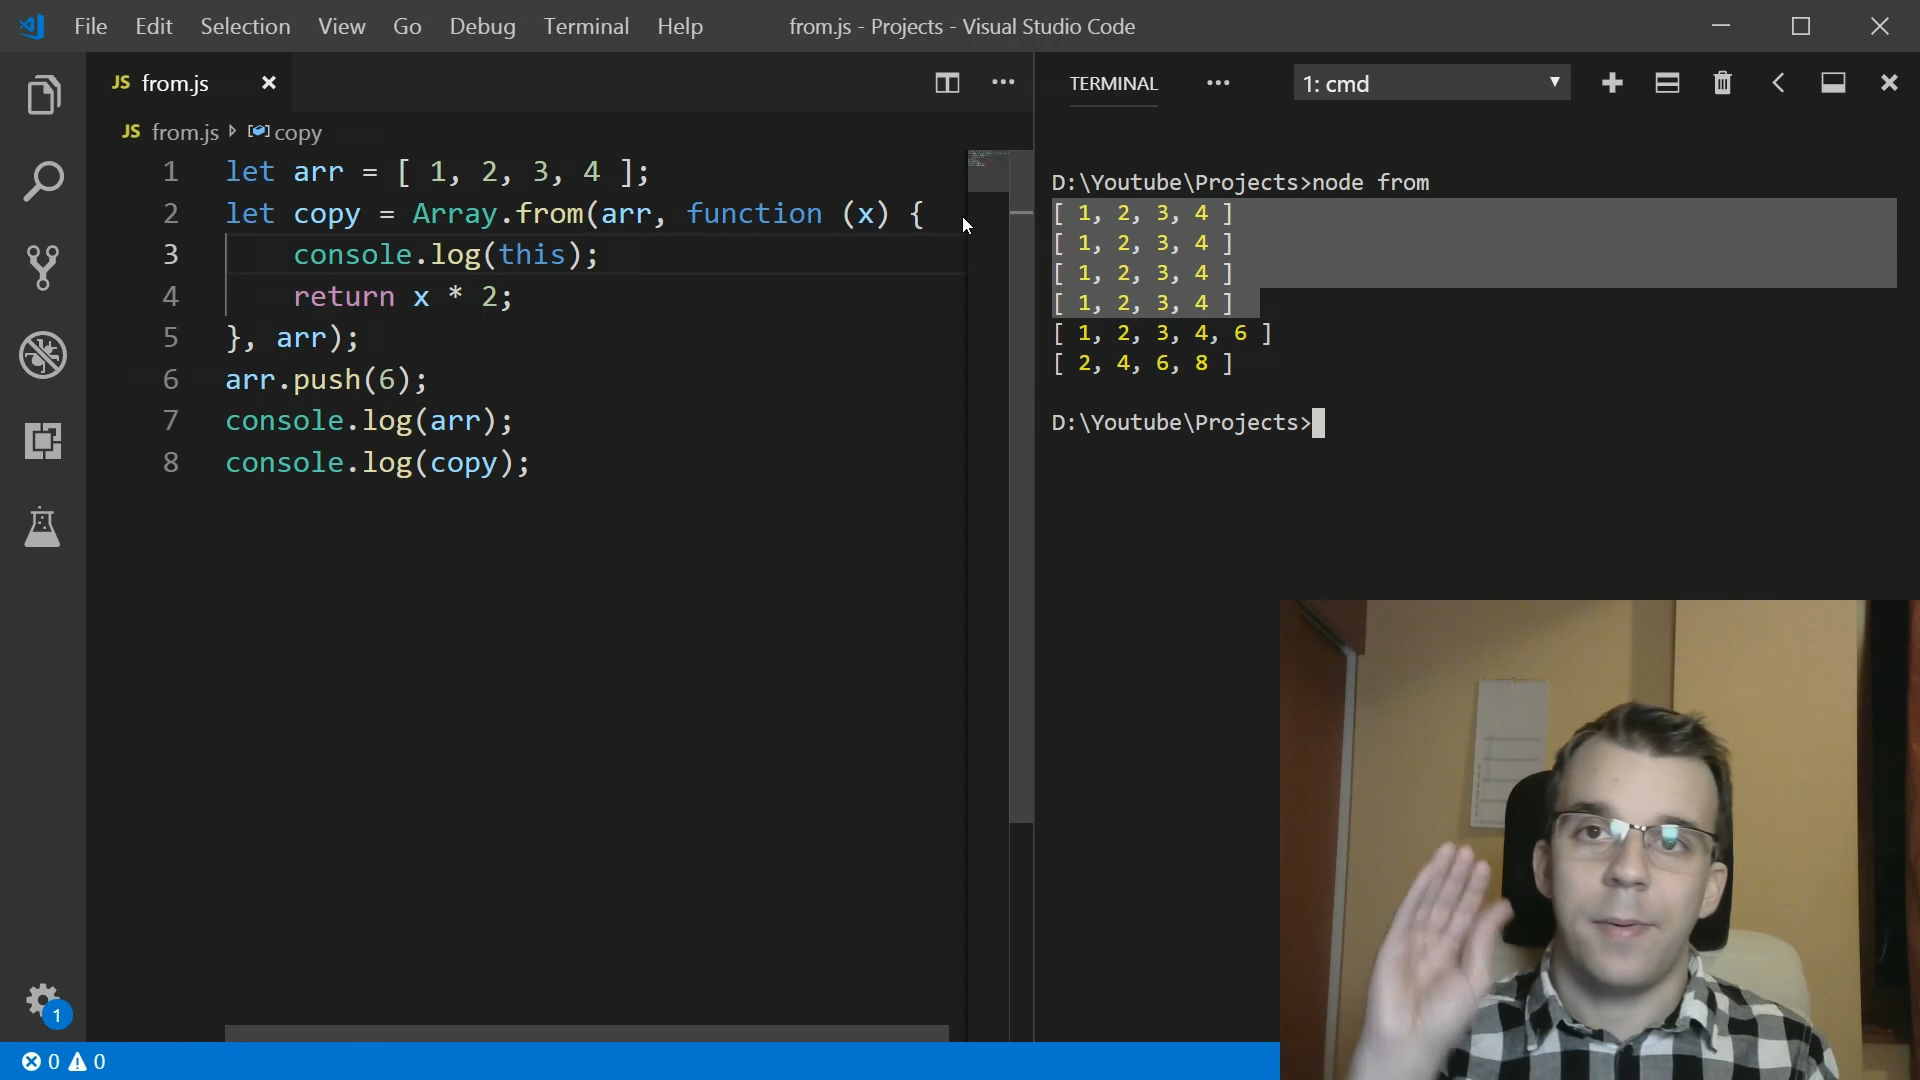 File Edit Selection View Go Debug Terminal Help from.js - Projects - Visual Studio Code
JS from.js
TERMINAL 1: cmd
JS from.js copy
1 let arr = [ 1, 2, 3, 4 ];
2 let copy = Array.from(arr, function (x) {
3 console.log(this);
4 return x * 2;
5 }, arr);
6 arr.push(6);
7 console.log(arr);
8 console.log(copy);
D:\Youtube\Projects>node from
[ 1, 2, 3, 4 ]
[ 1, 2, 3, 4 ]
[ 1, 2, 3, 4 ]
[ 1, 2, 3, 4 ]
[ 1, 2, 3, 4, 6 ]
[ 2, 4, 6, 8 ]
D:\Youtube\Projects>
1
0 0